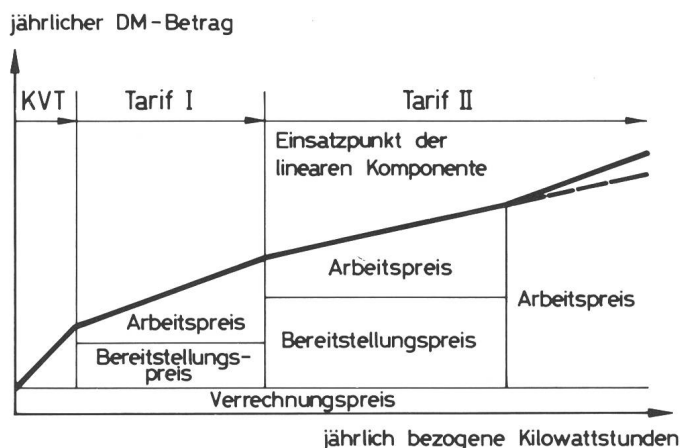 jährlicher DM-Betrag
KVT
Tarif I
Tarif II
Einsatzpunkt der
linearen Komponente
Arbeitspreis
Arbeitspreis
Arbeitspreis
Bereitstellungspreis
Bereitstellungs-
preis
Verrechnungspreis
jährlich bezogene Kilowattstunden